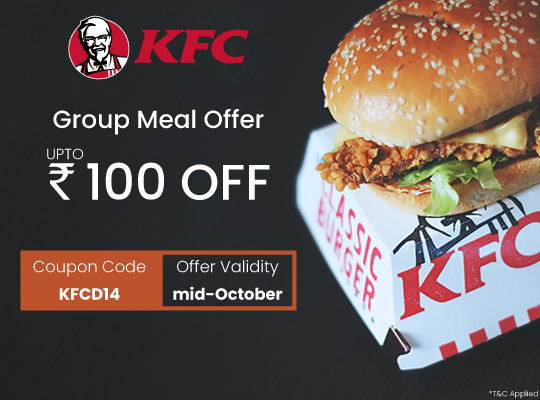 KFC
Group Meal Offer
UPTO
₹ 100 OFF
Coupon Code
KFCD14
Offer Validity
mid-October
CLASSIC
BURGER
KFC
*T&C Applied